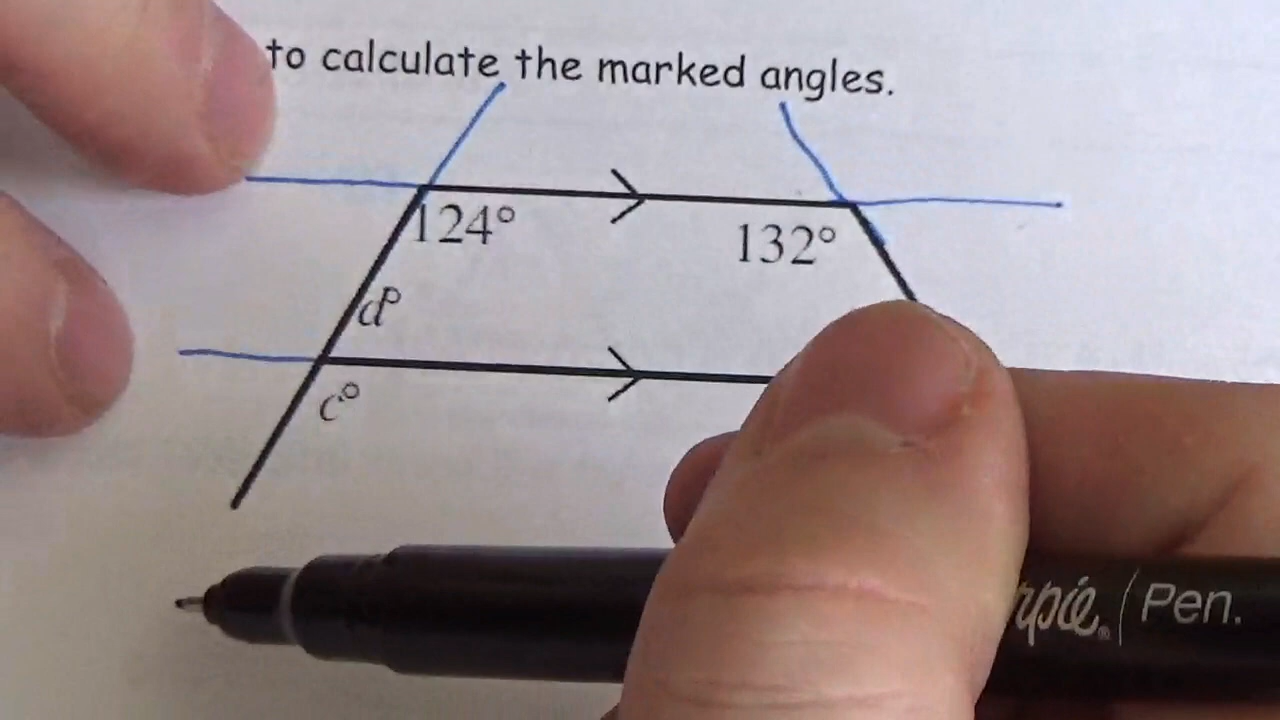 to calculate the marked angles.
124° 132°
d°
c°
Pen.